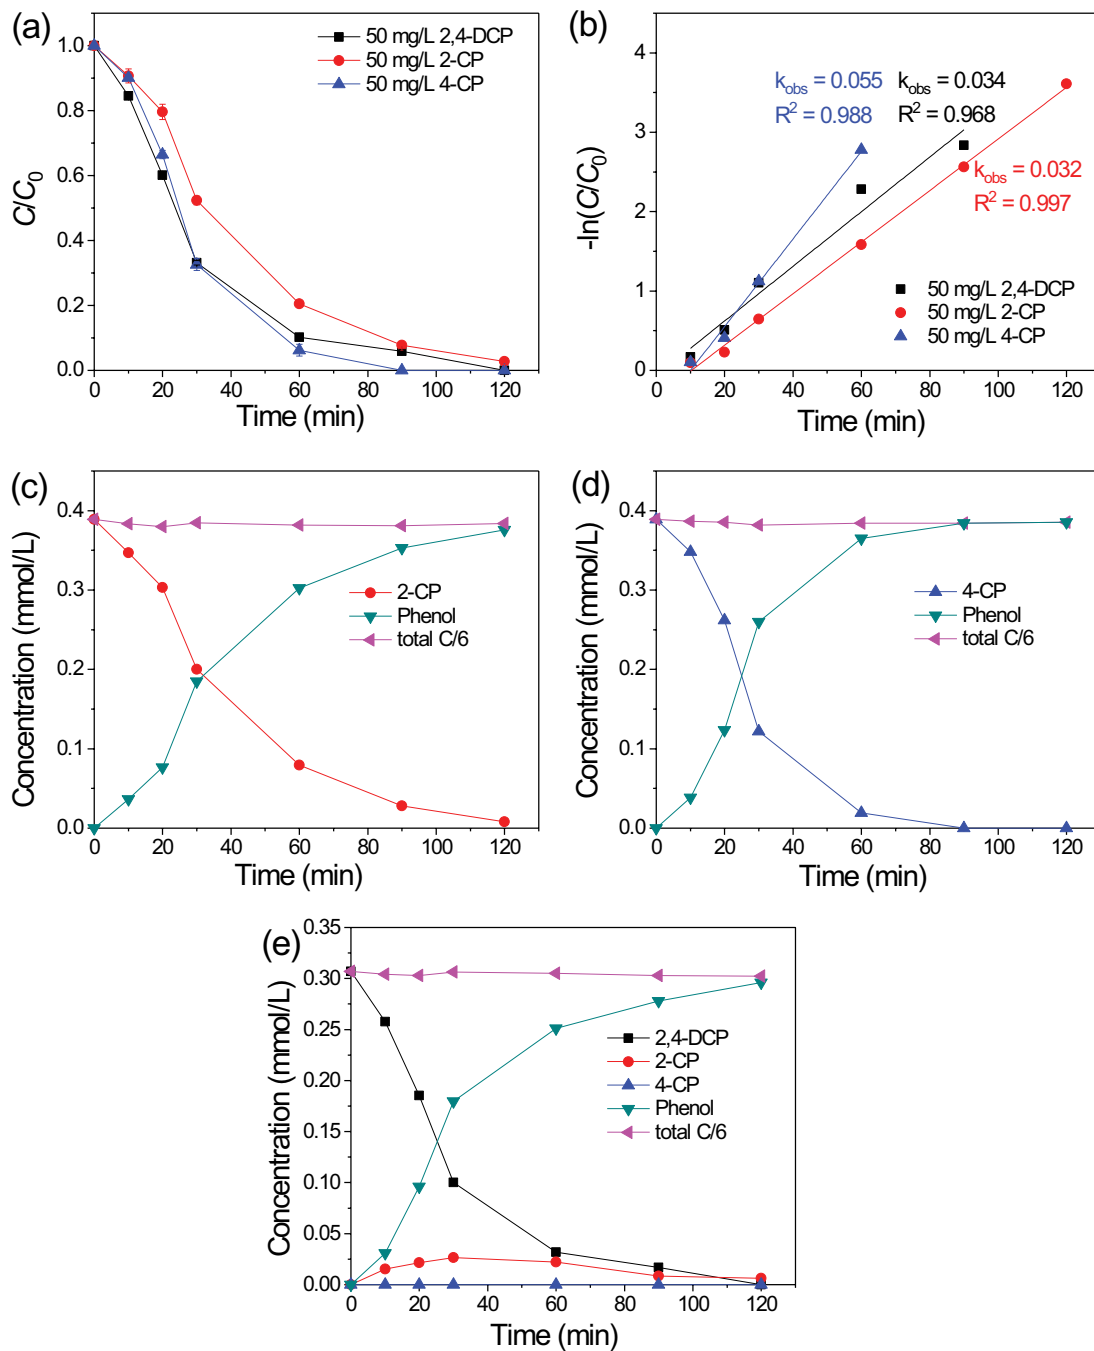 (a)
50 mg/L 2,4-DCP
50 mg/L 2-CP
50 mg/L 4-CP
C/C0
1.0
0.8
0.6
0.4
0.2
0.0
0 20 40 60 80 100 120
Time (min)
(b)
kobs = 0.055
R2 = 0.988
kobs = 0.034
R2 = 0.968
kobs = 0.032
R2 = 0.997
50 mg/L 2,4-DCP
50 mg/L 2-CP
50 mg/L 4-CP
-ln(C/C0)
4
3
2
1
0
0 20 40 60 80 100 120
Time (min)
(c)
2-CP
Phenol
total C/6
Concentration (mmol/L)
0.4
0.3
0.2
0.1
0.0
0 20 40 60 80 100 120
Time (min)
(d)
4-CP
Phenol
total C/6
Concentration (mmol/L)
0.4
0.3
0.2
0.1
0.0
0 20 40 60 80 100 120
Time (min)
(e)
2,4-DCP
2-CP
4-CP
Phenol
total C/6
Concentration (mmol/L)
0.35
0.30
0.25
0.20
0.15
0.10
0.05
0.00
0 20 40 60 80 100 120
Time (min)